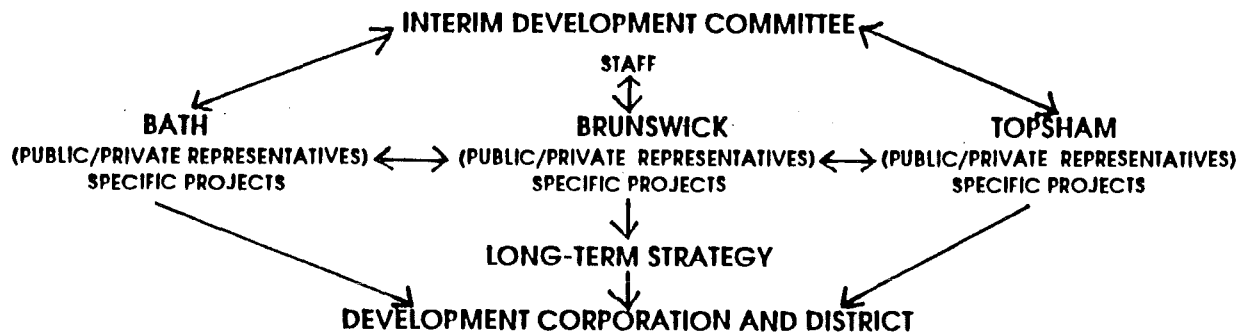 INTERIM DEVELOPMENT COMMITTEE
STAFF
BATH BRUNSWICK TOPSHAM
(PUBLIC/PRIVATE REPRESENTATIVES) (PUBLIC/PRIVATE REPRESENTATIVES) (PUBLIC/PRIVATE REPRESENTATIVES)
SPECIFIC PROJECTS SPECIFIC PROJECTS SPECIFIC PROJECTS
LONG-TERM STRATEGY
DEVELOPMENT CORPORATION AND DISTRICT